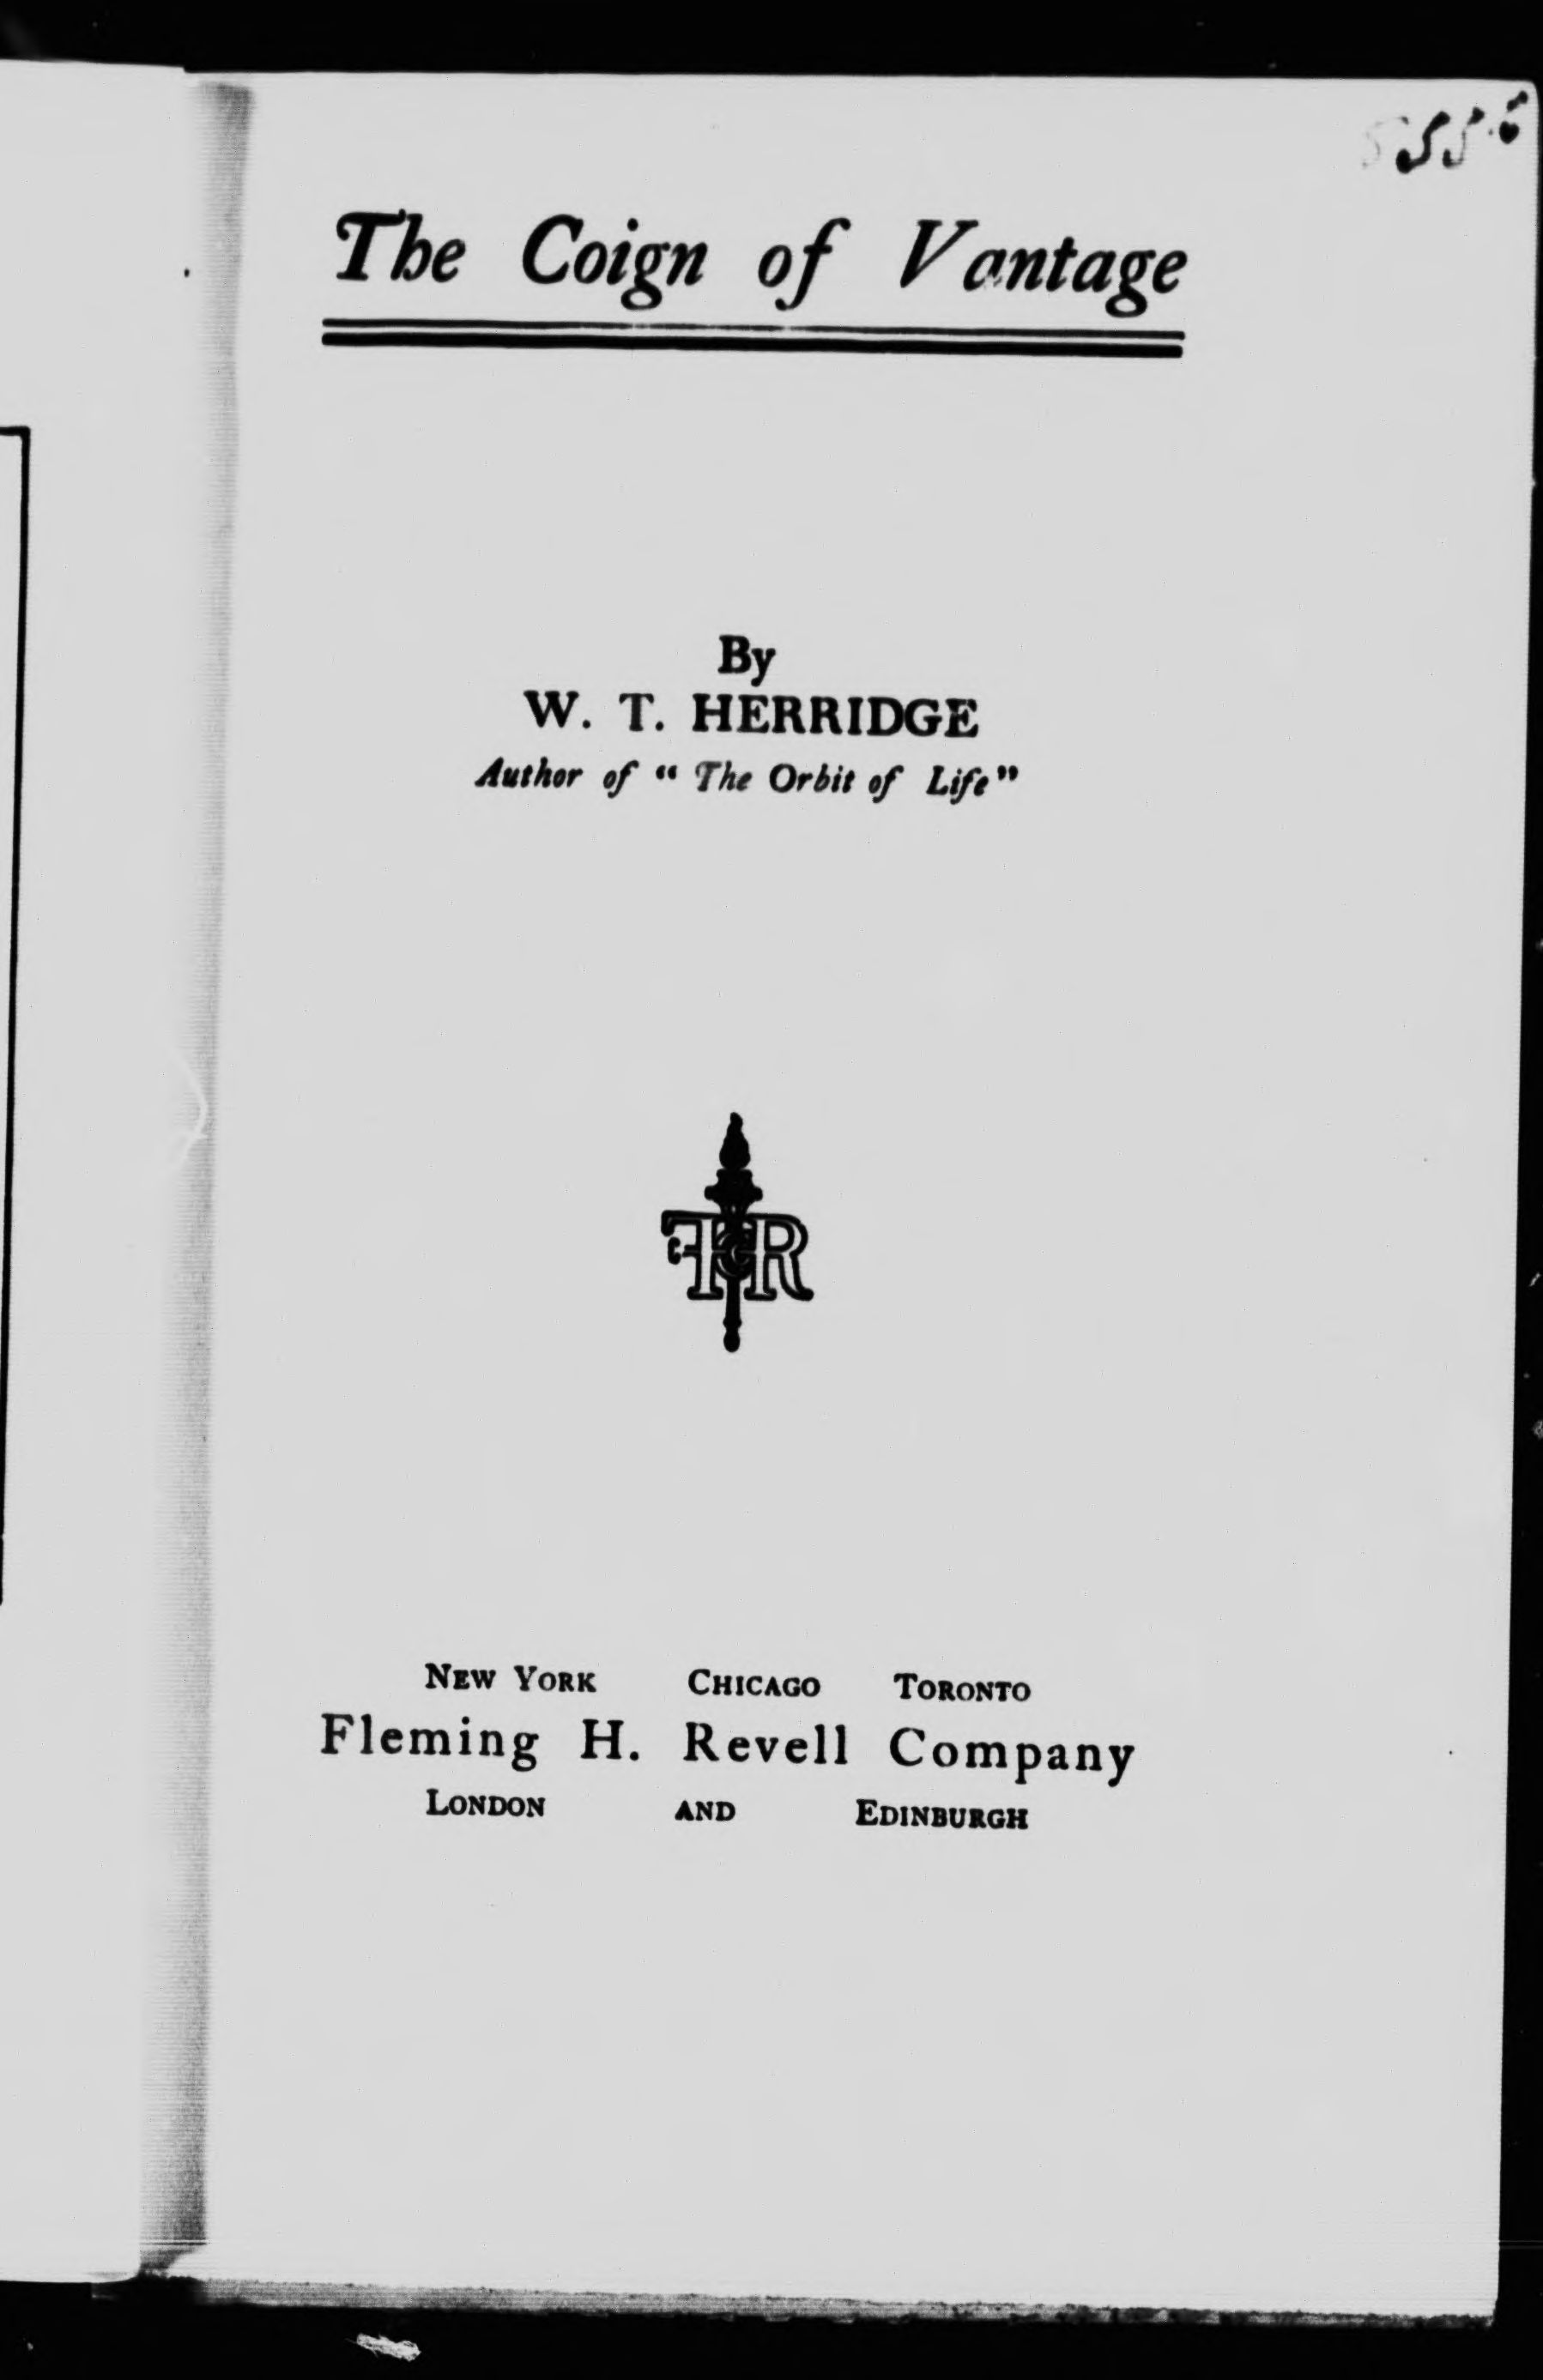 The Coign of Vantage
By
W. T. HERRIDGE
Author of “The Orbit of Life”
FCR
NEW YORK CHICAGO TORONTO
Fleming H. Revell Company
LONDON AND EDINBURGH